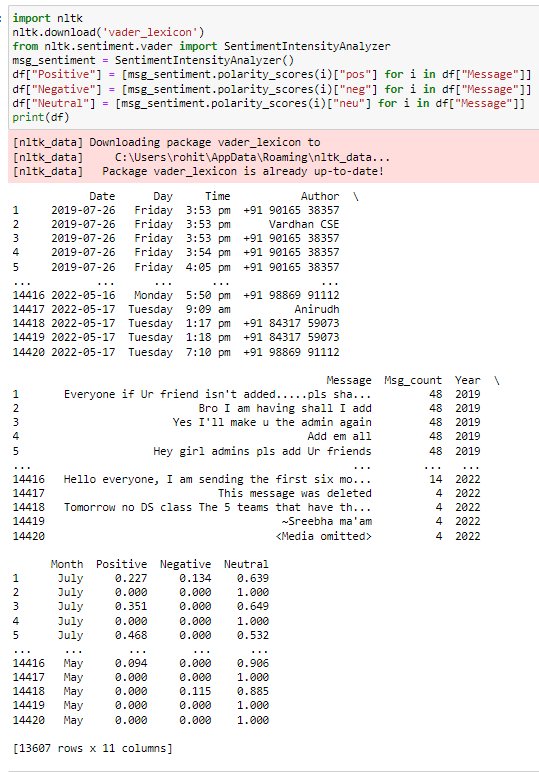 import nltk
nltk.download('vader_lexicon')
from nltk.sentiment.vader import SentimentIntensityAnalyzer
msg_sentiment = SentimentIntensityAnalyzer()
df["Positive"] = [msg_sentiment.polarity_scores(i)["pos"] for i in df["Message"]]
df["Negative"] = [msg_sentiment.polarity_scores(i)["neg"] for i in df["Message"]]
df["Neutral"] = [msg_sentiment.polarity_scores(i)["neu"] for i in df["Message"]]
print(df)
[nltk_data] Downloading package vader_lexicon to
[nltk_data]     C:\Users\rohit\AppData\Roaming\nltk_data...
[nltk_data]   Package vader_lexicon is already up-to-date!
Date Day Time Author \
1 2019-07-26 Friday 3:53 pm +91 90165 38357
2 2019-07-26 Friday 3:53 pm Vardhan CSE
3 2019-07-26 Friday 3:53 pm +91 90165 38357
4 2019-07-26 Friday 3:54 pm +91 90165 38357
5 2019-07-26 Friday 4:05 pm +91 90165 38357
... ... ... ... ...
14416 2022-05-16 Monday 5:50 pm +91 98869 91112
14417 2022-05-17 Tuesday 9:09 am Anirudh
14418 2022-05-17 Tuesday 1:17 pm +91 84317 59073
14419 2022-05-17 Tuesday 1:18 pm +91 84317 59073
14420 2022-05-17 Tuesday 7:10 pm +91 98869 91112
Message Msg_count Year \
1 Everyone if Ur friend isn't added.....pls sha... 48 2019
2 Bro I am having shall I add 48 2019
3 Yes I'll make u the admin again 48 2019
4 Add em all 48 2019
5 Hey girl admins pls add Ur friends 48 2019
... ... ... ...
14416 Hello everyone, I am sending the first six mo... 14 2022
14417 This message was deleted 4 2022
14418 Tomorrow no DS class The 5 teams that have th... 4 2022
14419 ~Sreebha ma'am 4 2022
14420 <Media omitted> 4 2022
Month Positive Negative Neutral
1 July 0.227 0.134 0.639
2 July 0.000 0.000 1.000
3 July 0.351 0.000 0.649
4 July 0.000 0.000 1.000
5 July 0.468 0.000 0.532
... ... ... ... ...
14416 May 0.094 0.000 0.906
14417 May 0.000 0.000 1.000
14418 May 0.000 0.115 0.885
14419 May 0.000 0.000 1.000
14420 May 0.000 0.000 1.000
[13607 rows x 11 columns]